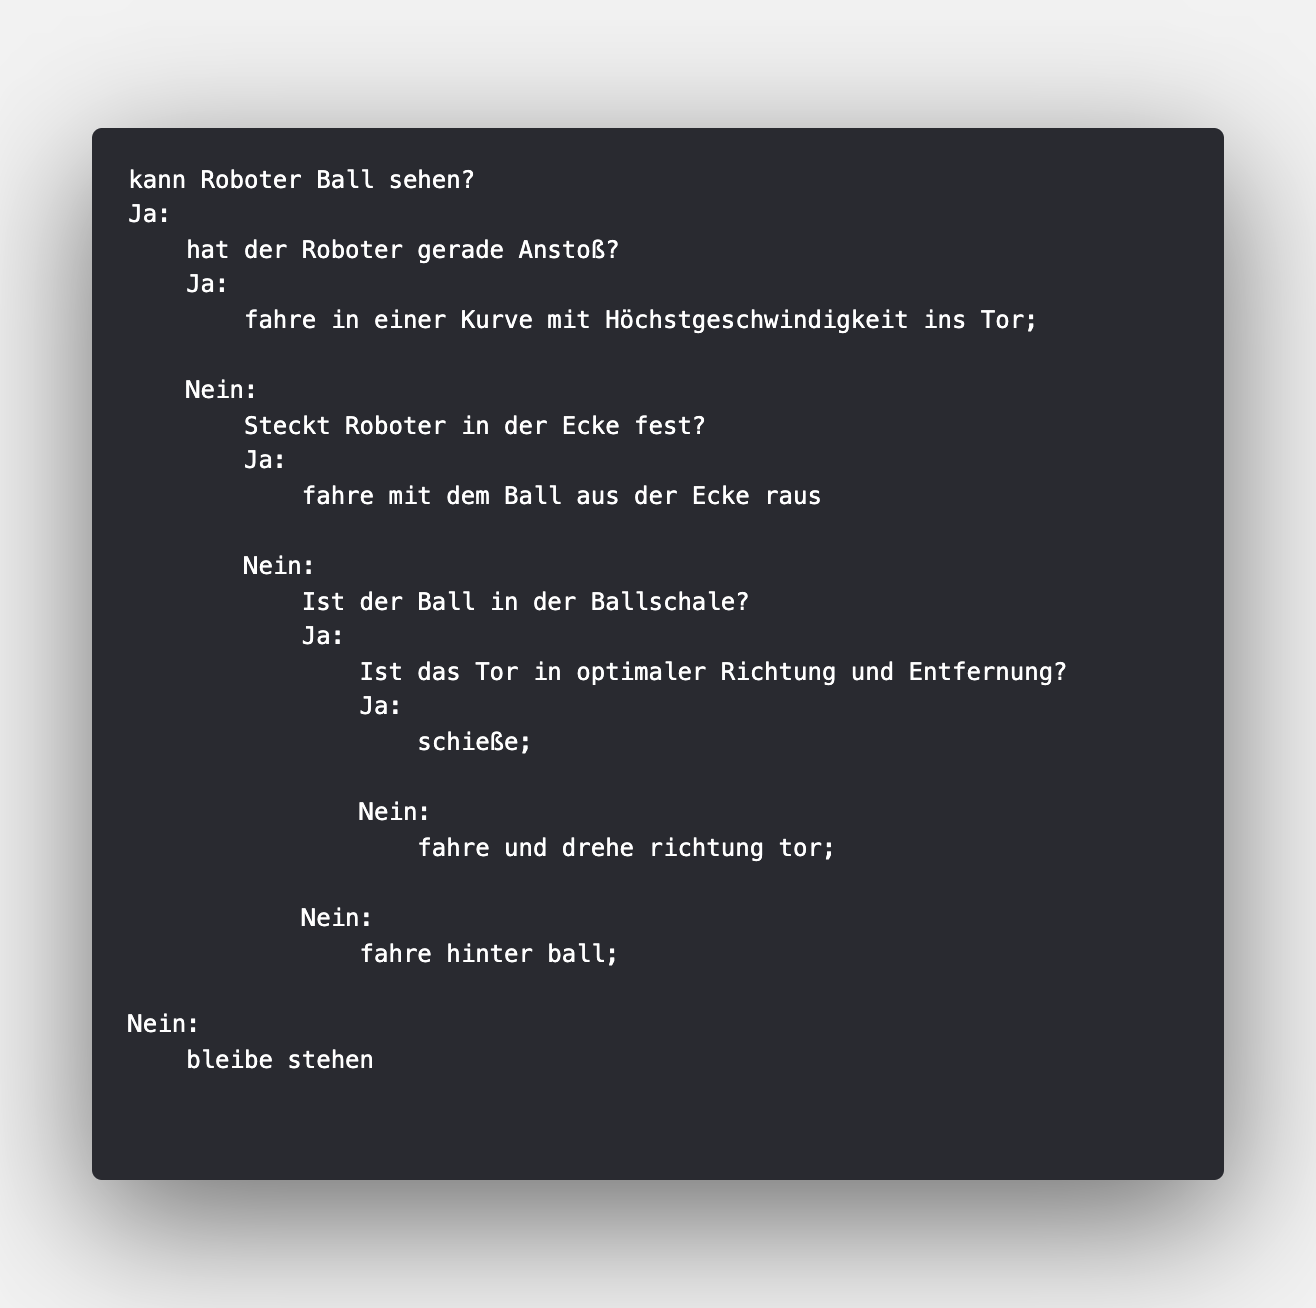 kann Roboter Ball sehen?
Ja:
    hat der Roboter gerade Anstoß?
    Ja:
        fahre in einer Kurve mit Höchstgeschwindigkeit ins Tor;

    Nein:
        Steckt Roboter in der Ecke fest?
        Ja:
            fahre mit dem Ball aus der Ecke raus

        Nein:
            Ist der Ball in der Ballschale?
            Ja:
                Ist das Tor in optimaler Richtung und Entfernung?
                Ja:
                    schieße;

                Nein:
                    fahre und drehe richtung tor;

            Nein:
                fahre hinter ball;

Nein:
    bleibe stehen